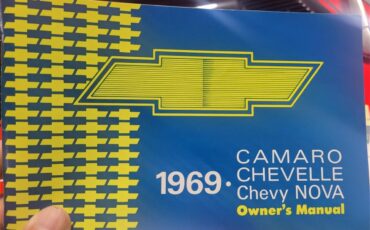 CAMARO
CHEVELLE
1969 • Chevy NOVA
Owner's Manual